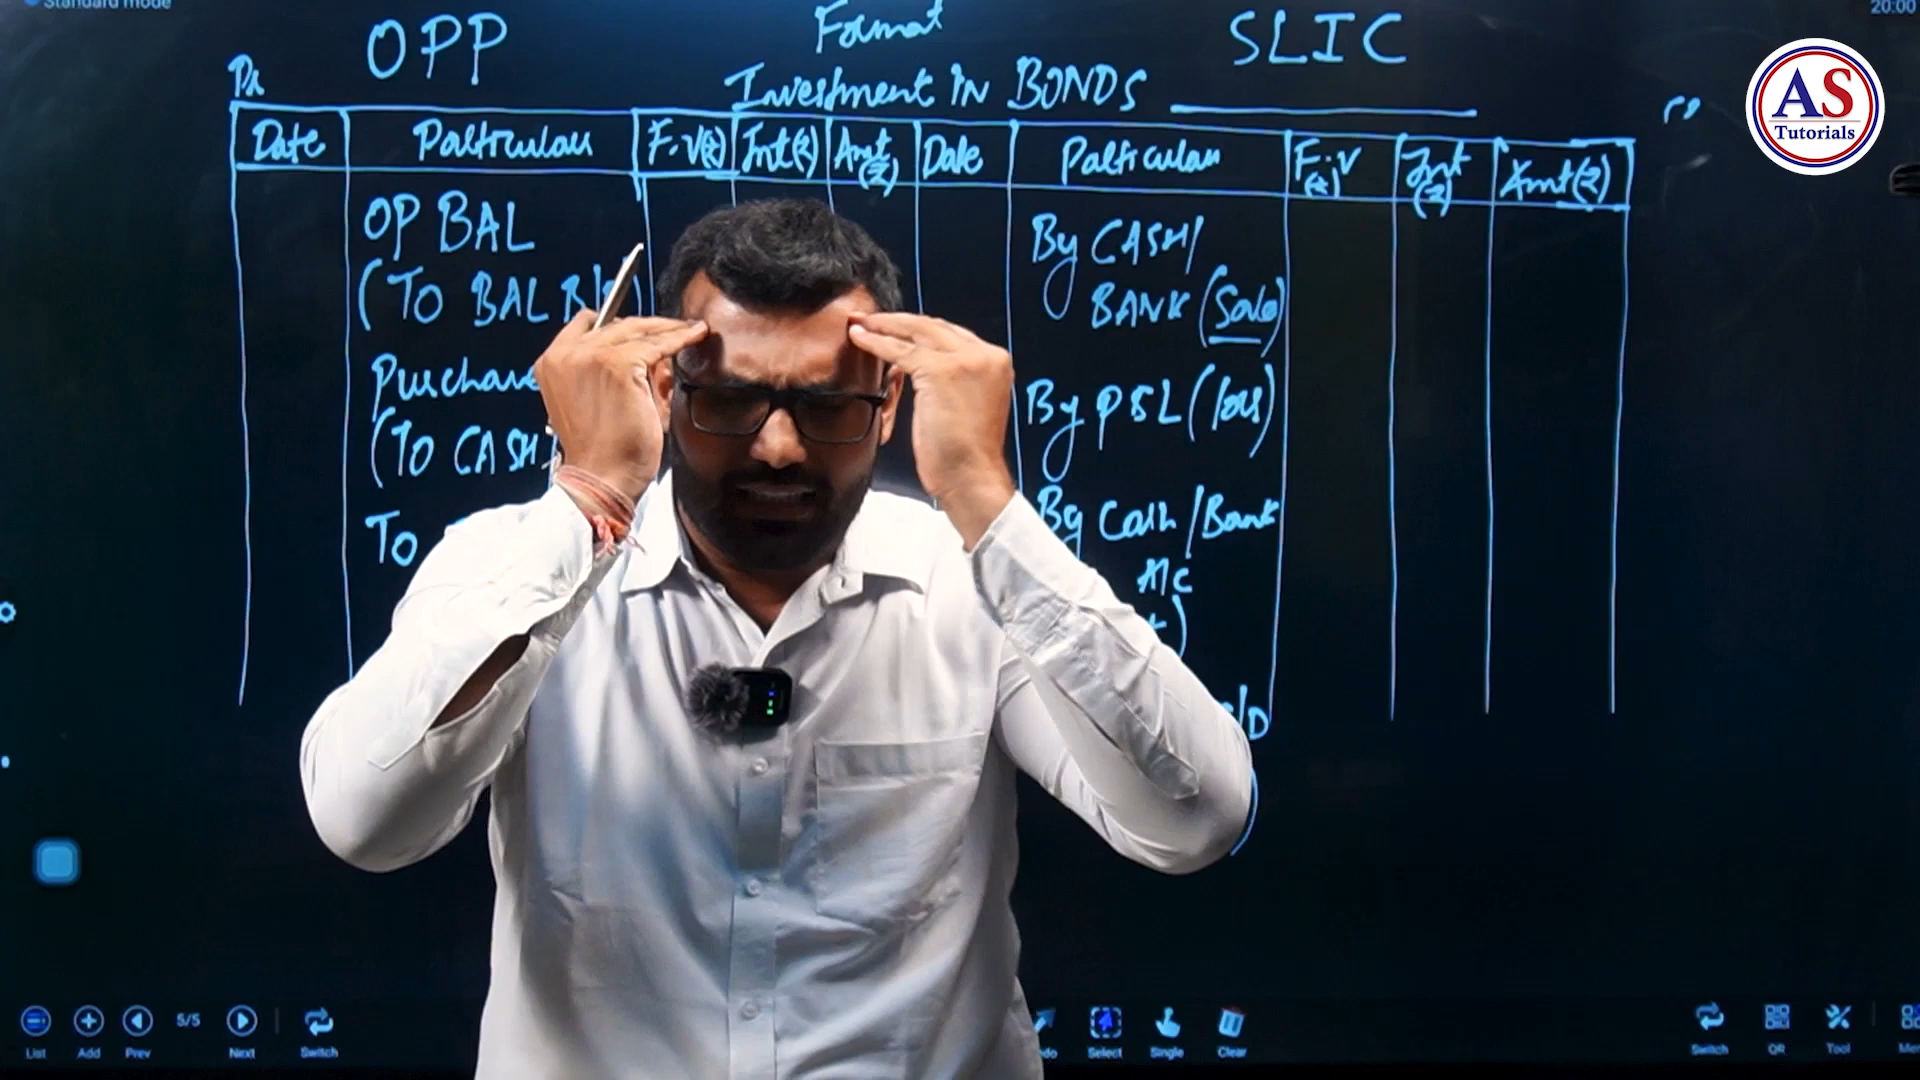 Standard mode
20:00
OPP
Format
SLIC
Dr
Investment IN BONDS
AS
Tutorials
Date Particulars F.V(₹) Int(₹) Amt(₹) Date Particulars F.V(₹) Int(₹) Amt(₹)
OP BAL
(TO BAL B/
Purchase
(TO CASH
To
By CASH/
BANK (Sale)
By P&L (loss)
By Cash/Bank
A/C
/D
List
Add
Prev
5/5
Next
Switch
Select
Single
Clear
Switch
QR
Tool